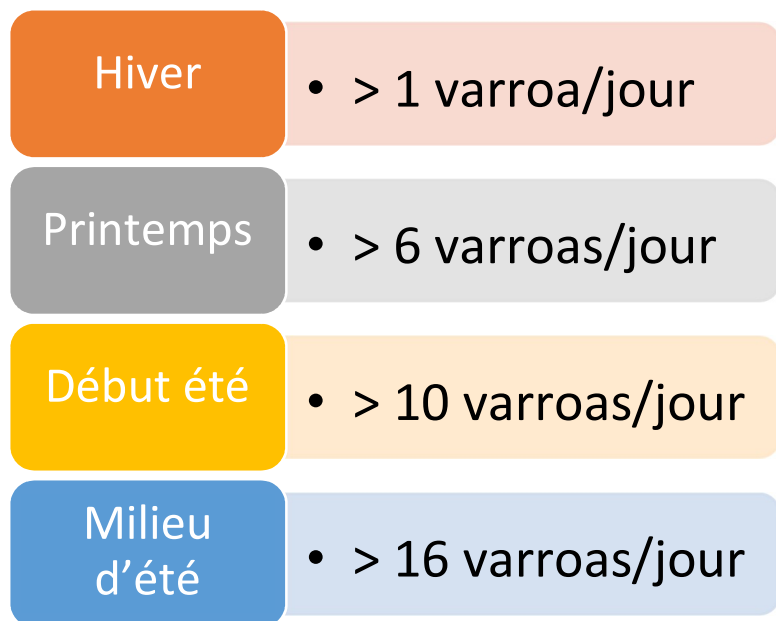 Hiver
• > 1 varroa/jour
Printemps
• > 6 varroas/jour
Début été
• > 10 varroas/jour
Milieu
d’été
• > 16 varroas/jour